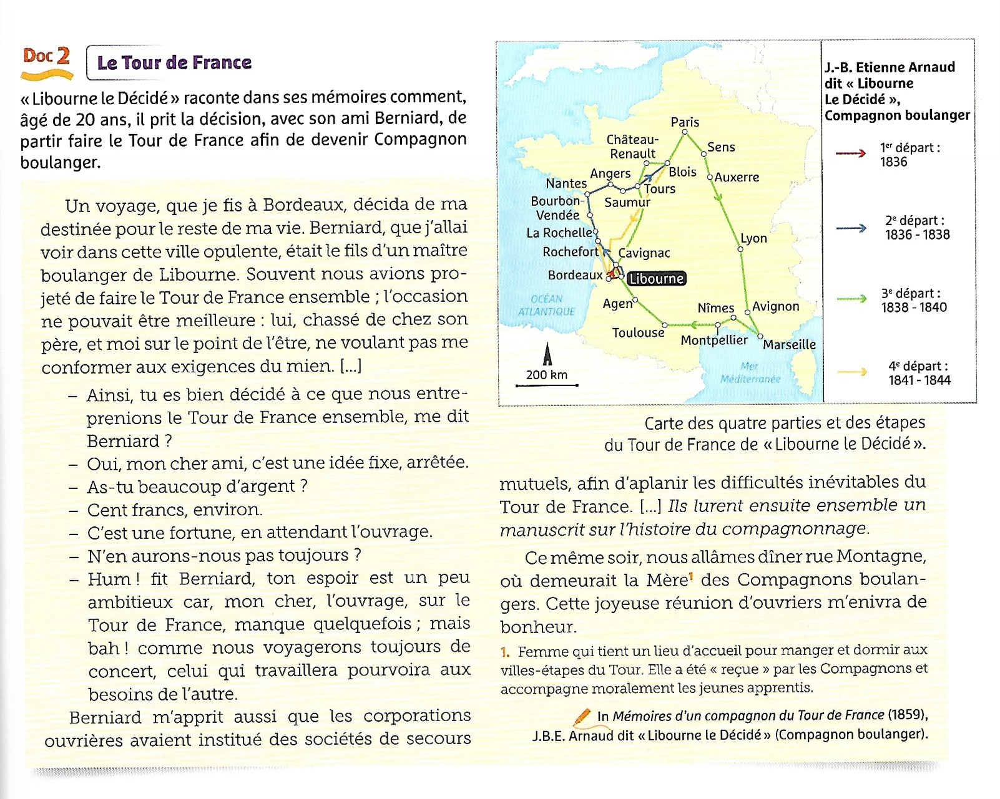 Doc 2
Le Tour de France
« Libourne le Décidé » raconte dans ses mémoires comment,
âgé de 20 ans, il prit la décision, avec son ami Berniard, de
partir faire le Tour de France afin de devenir Compagnon
boulanger.
Un voyage, que je fis à Bordeaux, décida de ma
destinée pour le reste de ma vie. Berniard, que j'allai
voir dans cette ville opulente, était le fils d'un maître
boulanger de Libourne. Souvent nous avions pro-
jeté de faire le Tour de France ensemble ; l'occasion
ne pouvait être meilleure : lui, chassé de chez son
père, et moi sur le point de l'être, ne voulant pas me
conformer aux exigences du mien. [...]
– Ainsi, tu es bien décidé à ce que nous entre-
prenions le Tour de France ensemble, me dit
Berniard ?
– Oui, mon cher ami, c'est une idée fixe, arrêtée.
– As-tu beaucoup d'argent ?
– Cent francs, environ.
– C'est une fortune, en attendant l'ouvrage.
– N'en aurons-nous pas toujours ?
– Hum ! fit Berniard, ton espoir est un peu
ambitieux car, mon cher, l'ouvrage, sur le
Tour de France, manque quelquefois ; mais
bah ! comme nous voyagerons toujours de
concert, celui qui travaillera pourvoira aux
besoins de l'autre.
Berniard m'apprit aussi que les corporations
ouvrières avaient institué des sociétés de secours
Paris
Château-
Renault
Sens
Angers
Blois
Auxerre
Nantes
Tours
Bourbon-
Vendée
Saumur
La Rochelle
Lyon
Rochefort
Cavignac
Bordeaux
Libourne
OCÉAN
ATLANTIQUE
Agen
Nîmes
Avignon
Toulouse
Montpellier
Marseille
Mer
Méditerranée
200 km
J.-B. Etienne Arnaud
dit « Libourne
Le Décidé »,
Compagnon boulanger
1er départ :
1836
2e départ :
1836 - 1838
3e départ :
1838 - 1840
4e départ :
1841 - 1844
Carte des quatre parties et des étapes
du Tour de France de « Libourne le Décidé ».
mutuels, afin d'aplanir les difficultés inévitables du
Tour de France. [...] Ils lurent ensuite ensemble un
manuscrit sur l'histoire du compagnonnage.
Ce même soir, nous allâmes dîner rue Montagne,
où demeurait la Mère1 des Compagnons boulan-
gers. Cette joyeuse réunion d'ouvriers m'enivra de
bonheur.
1. Femme qui tient un lieu d'accueil pour manger et dormir aux
villes-étapes du Tour. Elle a été « reçue » par les Compagnons et
accompagne moralement les jeunes apprentis.
In Mémoires d'un compagnon du Tour de France (1859),
J.B.E. Arnaud dit « Libourne le Décidé » (Compagnon boulanger).